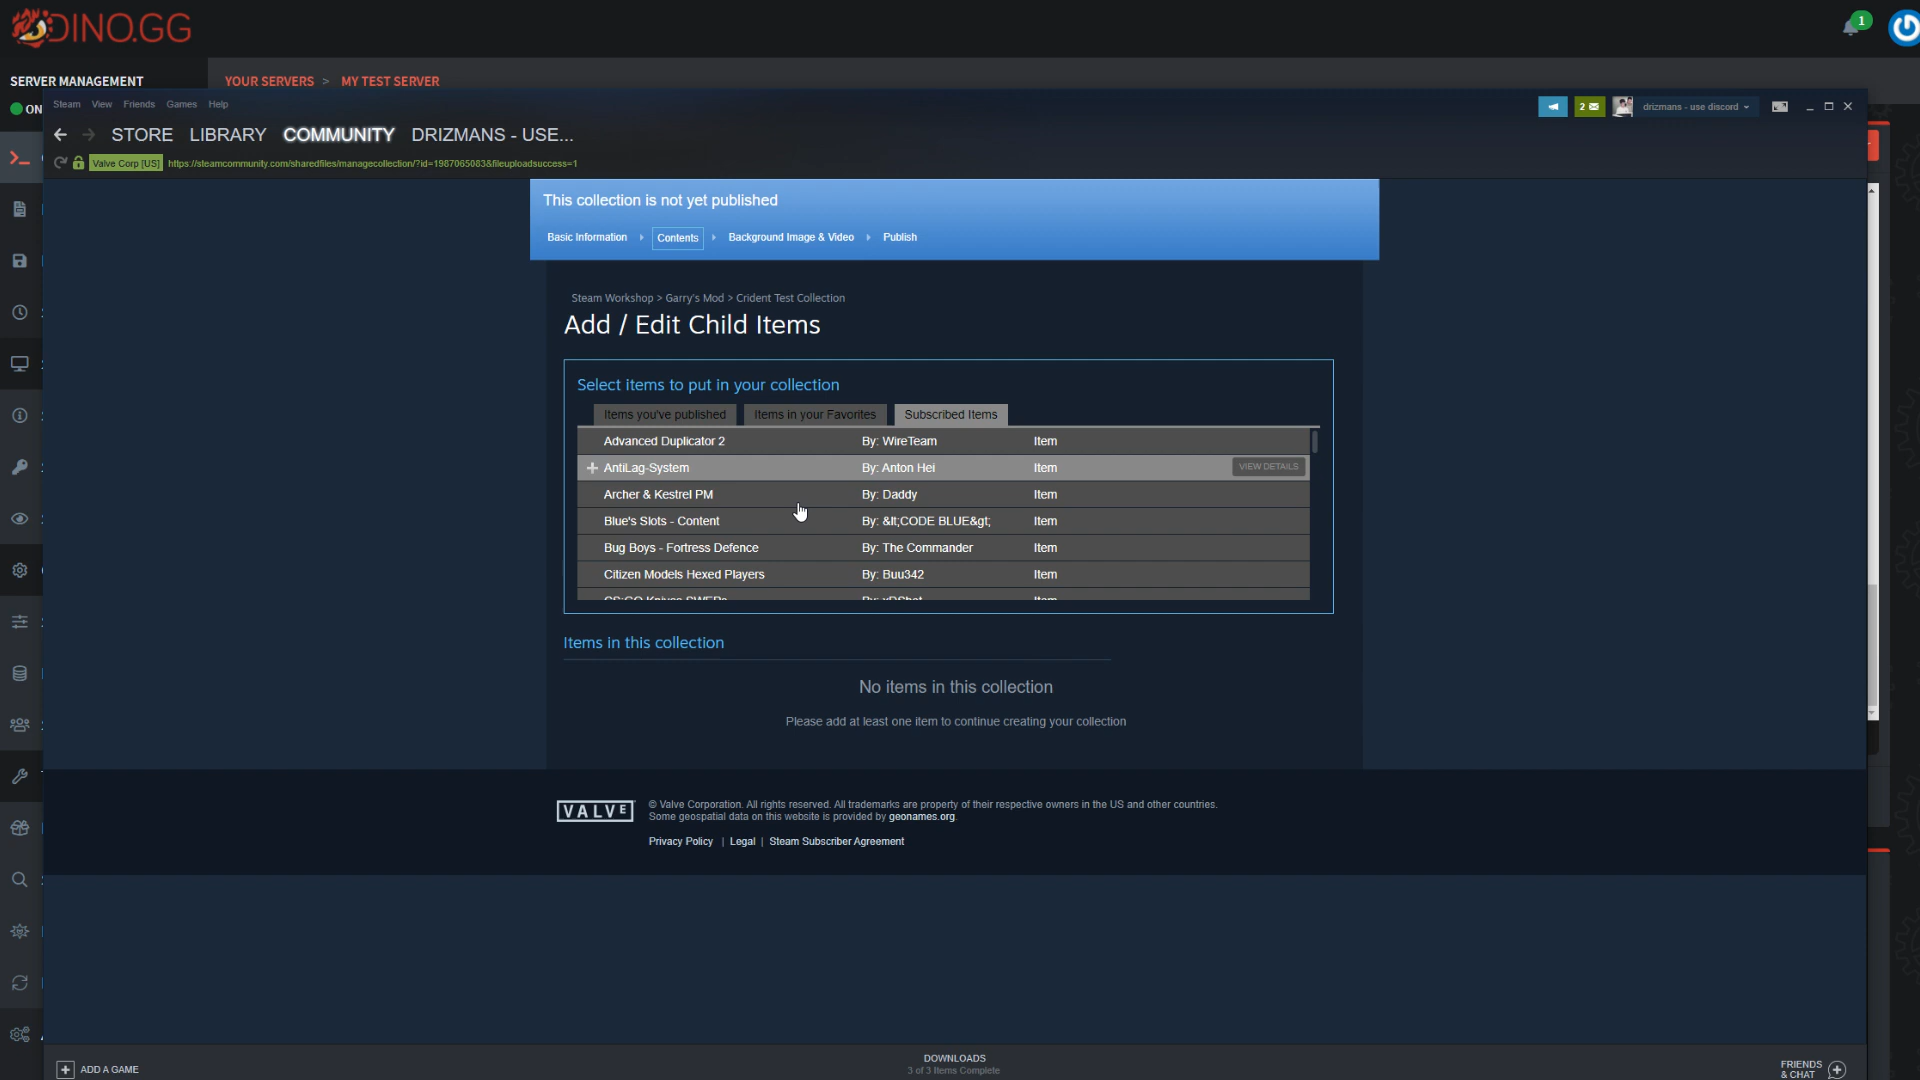 DINO.GG
1
SERVER MANAGEMENT
YOUR SERVERS > MY TEST SERVER
ON
Steam View Friends Games Help
2
drizmans - use discord
STORE LIBRARY COMMUNITY DRIZMANS - USE...
Valve Corp [US] https://steamcommunity.com/sharedfiles/managecollection/?id=1987065083&fileuploadsuccess=1
This collection is not yet published
Basic Information Contents Background Image & Video Publish
Steam Workshop > Garry's Mod > Crident Test Collection
Add / Edit Child Items
Select items to put in your collection
Items you've published Items in your Favorites Subscribed Items
Advanced Duplicator 2 By: WireTeam Item
AntiLag-System By: Anton Hei Item VIEW DETAILS
Archer & Kestrel PM By: Daddy Item
Blue's Slots - Content By: &lt;CODE BLUE&gt; Item
Bug Boys - Fortress Defence By: The Commander Item
Citizen Models Hexed Players By: Buu342 Item
CS:GO Knives SWEPs By: xDShot Item
Items in this collection
No items in this collection
Please add at least one item to continue creating your collection
VALVE
© Valve Corporation. All rights reserved. All trademarks are property of their respective owners in the US and other countries.
Some geospatial data on this website is provided by geonames.org.
Privacy Policy | Legal | Steam Subscriber Agreement
ADD A GAME
DOWNLOADS
3 of 3 Items Complete
FRIENDS
& CHAT